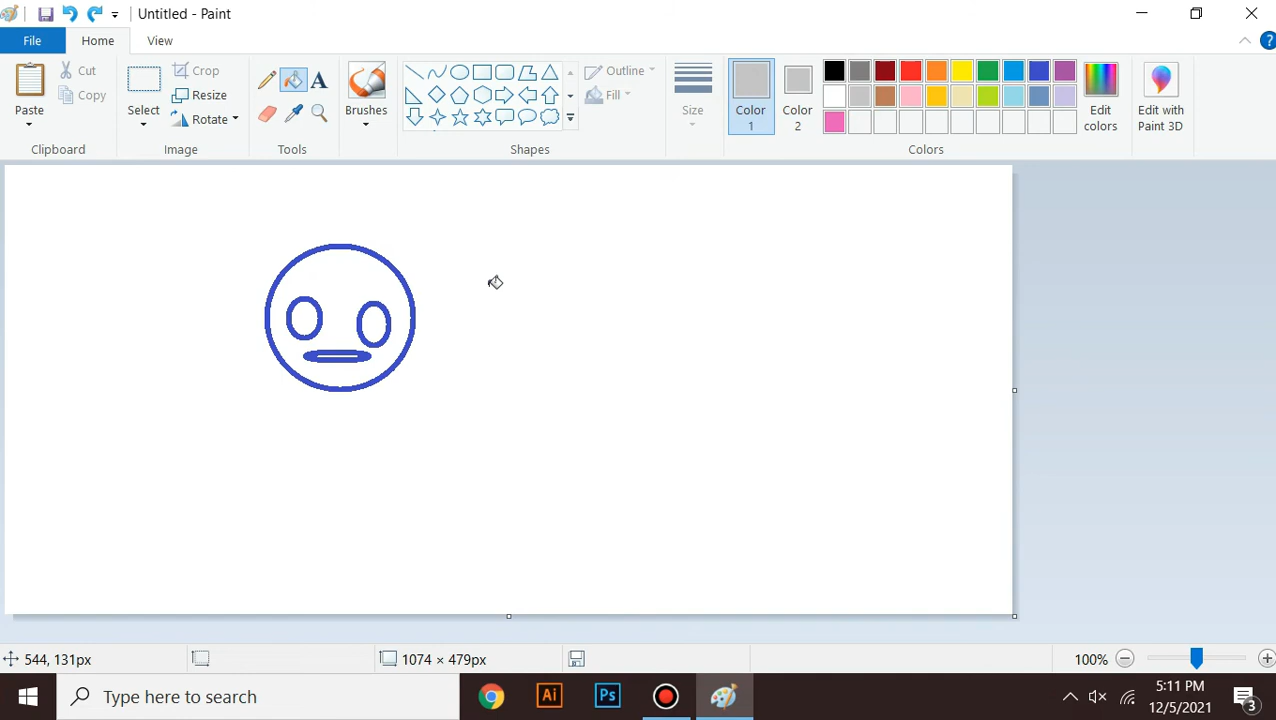 Untitled - Paint
File Home View
Paste
Cut
Copy
Clipboard
Select
Crop
Resize
Rotate
Image
A
Tools
Brushes
Shapes
Outline
Fill
Size
Color 1
Color 2
Colors
Edit colors
Edit with Paint 3D
?
544, 131px
1074 × 479px
100%
Type here to search
Ai
Ps
5:11 PM
12/5/2021
3